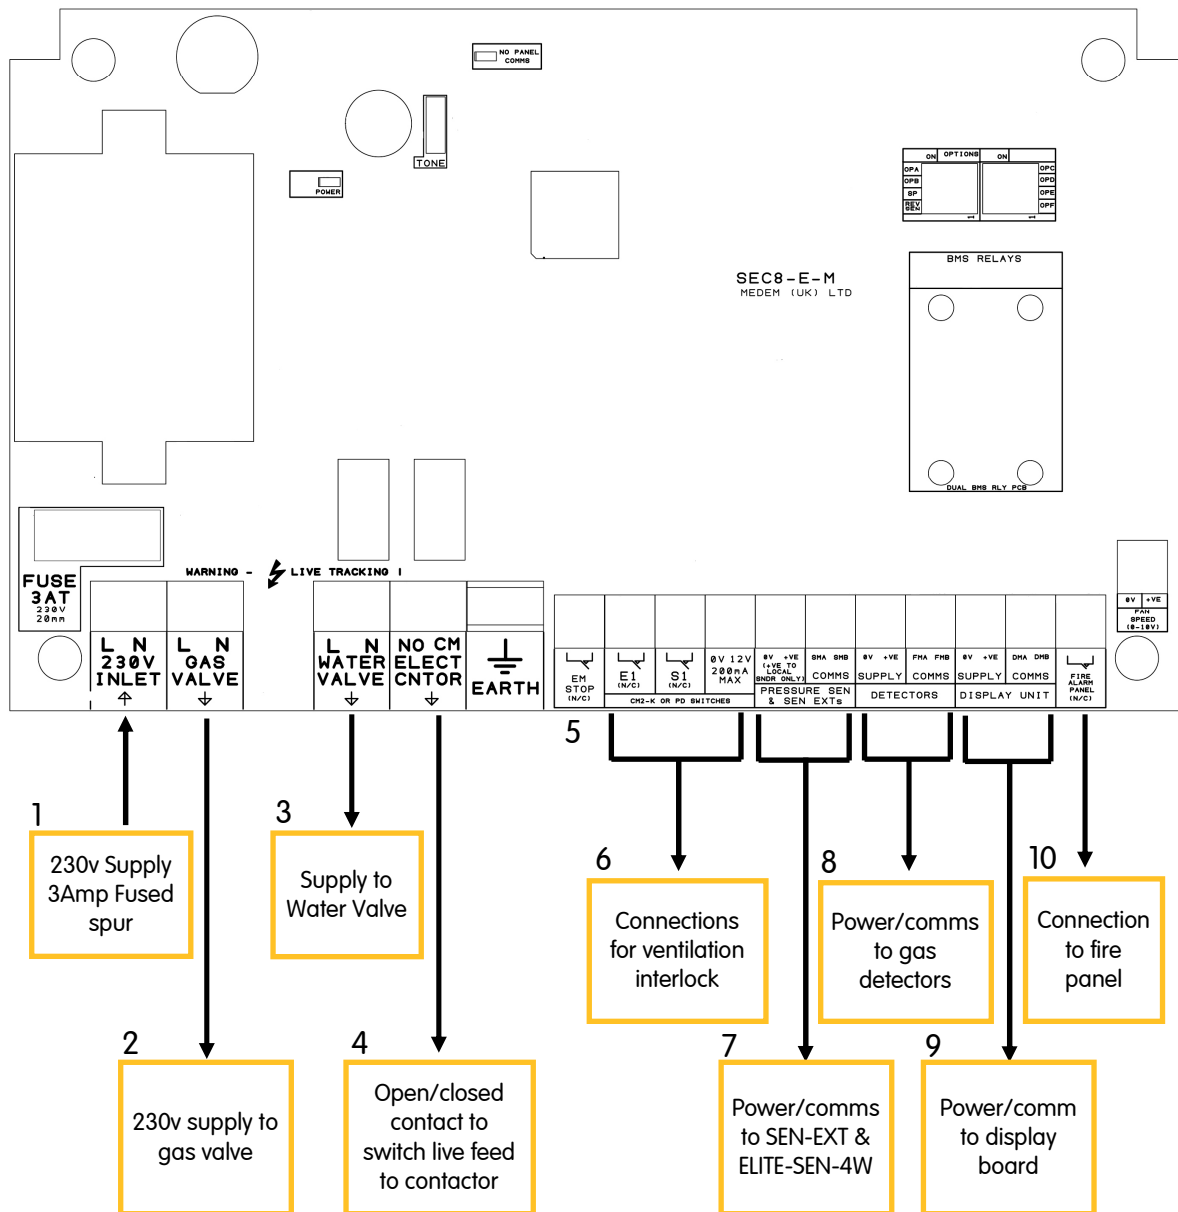 NO PANEL
COMMS
TONE
POWER
ON OPTIONS ON
OPA
OPB
SP
REV
SEN
OPC
OPD
OPE
OPF
1 1
SEC8-E-M
MEDEM (UK) LTD
BMS RELAYS
DUAL BMS RLY PCB
FUSE
3AT
230V
20mm
WARNING - LIVE TRACKING !
L N
230V
INLET
L N
GAS
VALVE
L N
WATER
VALVE
NO CM
ELECT
CNTOR
EARTH
EM
STOP
(N/C)
E1
(N/C)
S1
(N/C)
0V 12V
200mA
MAX
CM2-K OR PD SWITCHES
0V +VE
(+VE TO
LOCAL
SNDR ONLY)
SMA SMB
COMMS
PRESSURE SEN
& SEN EXTs
0V +VE
SUPPLY
FMA FMB
COMMS
DETECTORS
0V +VE
SUPPLY
DMA DMB
COMMS
DISPLAY UNIT
FIRE
ALARM
PANEL
(N/C)
0V +VE
FAN
SPEED
(0-10V)
1
230v Supply
3Amp Fused
spur
2
230v supply to
gas valve
3
Supply to
Water Valve
4
Open/closed
contact to
switch live feed
to contactor
5
6
Connections
for ventilation
interlock
7
Power/comms
to SEN-EXT &
ELITE-SEN-4W
8
Power/comms
to gas
detectors
9
Power/comm
to display
board
10
Connection
to fire
panel